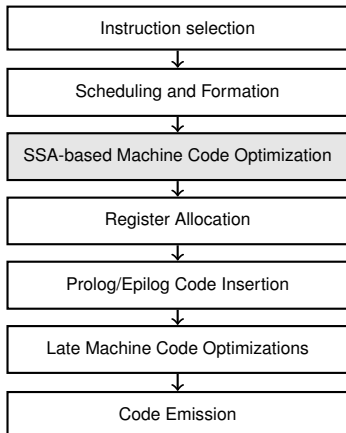 Instruction selection
Scheduling and Formation
SSA-based Machine Code Optimization
Register Allocation
Prolog/Epilog Code Insertion
Late Machine Code Optimizations
Code Emission